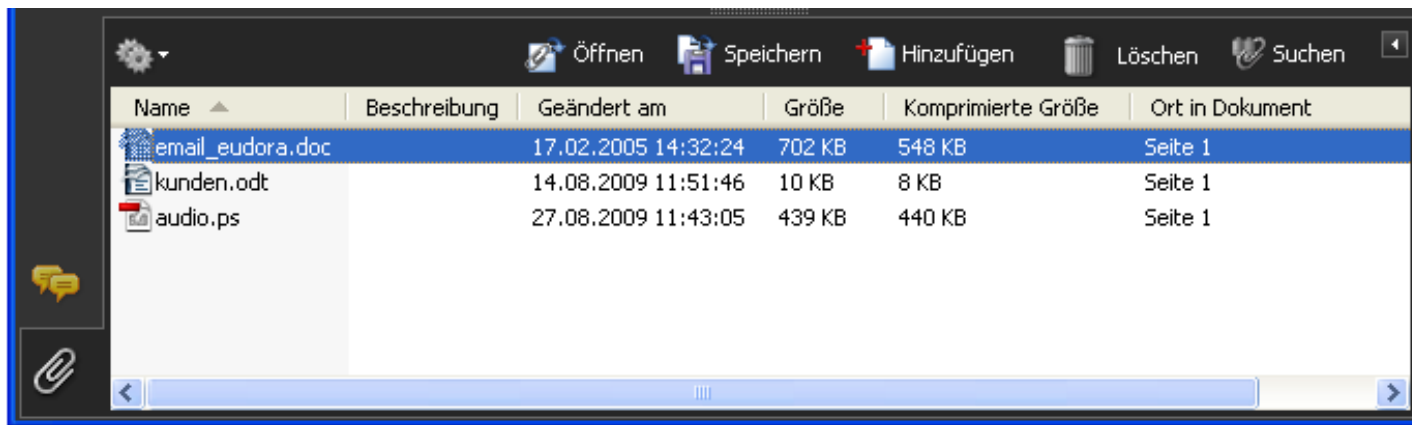 Öffnen Speichern Hinzufügen Löschen Suchen
Name Beschreibung Geändert am Größe Komprimierte Größe Ort in Dokument
email_eudora.doc 17.02.2005 14:32:24 702 KB 548 KB Seite 1
kunden.odt 14.08.2009 11:51:46 10 KB 8 KB Seite 1
audio.ps 27.08.2009 11:43:05 439 KB 440 KB Seite 1